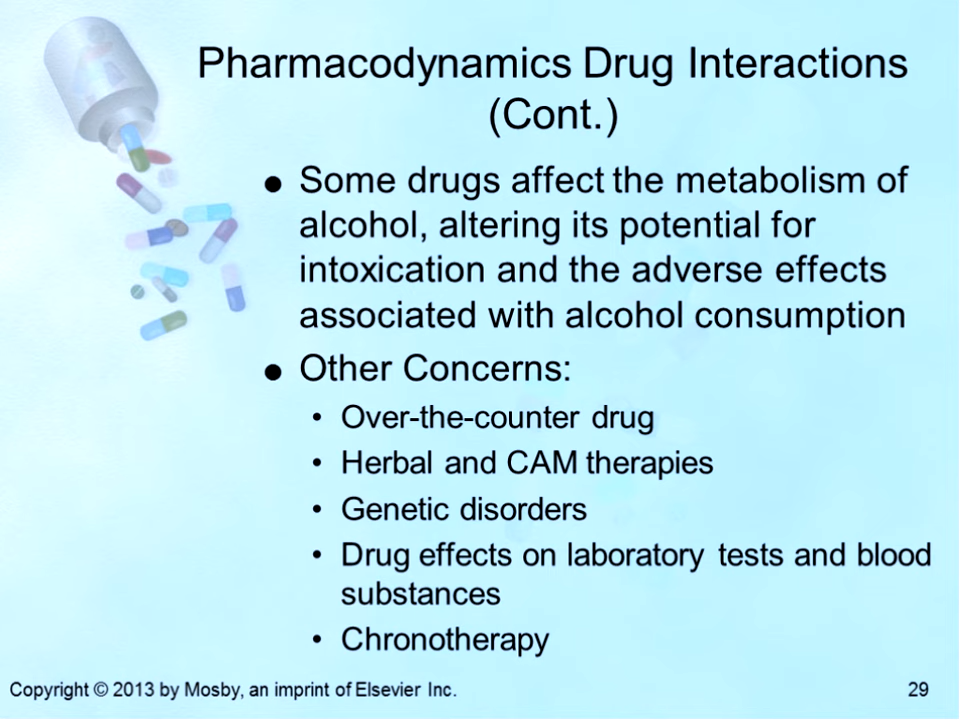 Pharmacodynamics Drug Interactions
(Cont.)
● Some drugs affect the metabolism of
alcohol, altering its potential for
intoxication and the adverse effects
associated with alcohol consumption
● Other Concerns:
• Over-the-counter drug
• Herbal and CAM therapies
• Genetic disorders
• Drug effects on laboratory tests and blood
substances
• Chronotherapy
Copyright © 2013 by Mosby, an imprint of Elsevier Inc. 29